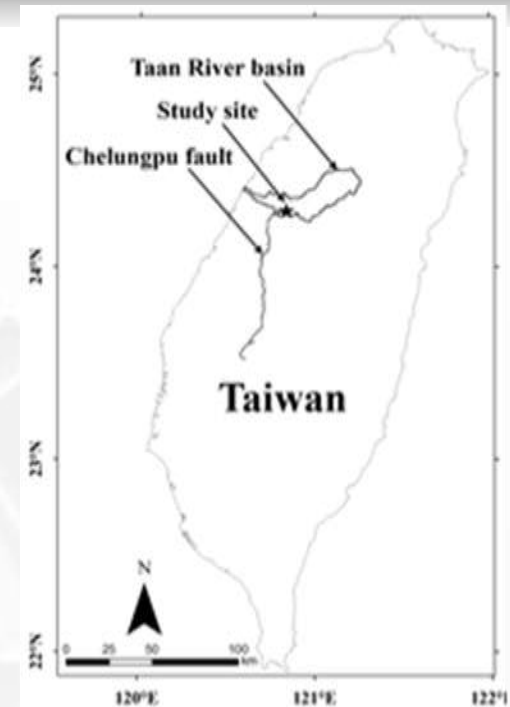 25°N
Taan River basin
Study site
Chelungpu fault
24°N
Taiwan
23°N
N
0 25 50 100
km
22°N
120°E 121°E 122°